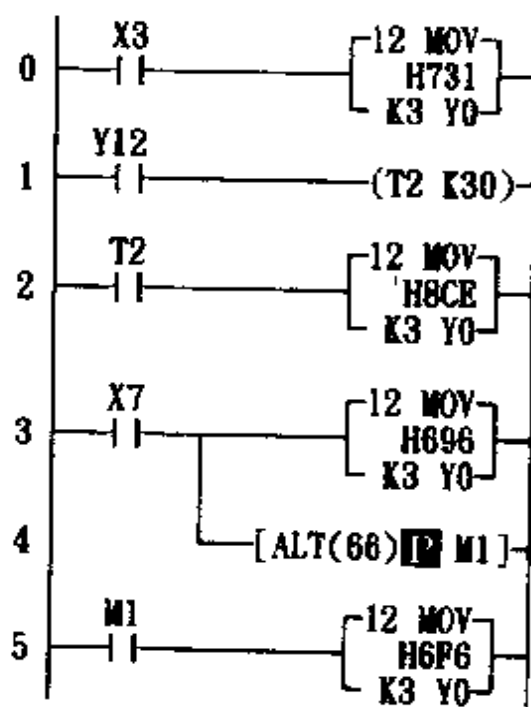 X3
0
12 MOV
H731
K3 Y0
Y12
1
(T2 K30)
T2
2
12 MOV
H8CE
K3 Y0
X7
3
12 MOV
H696
K3 Y0
4
[ALT(66) P M1]
M1
5
12 MOV
H6F6
K3 Y0